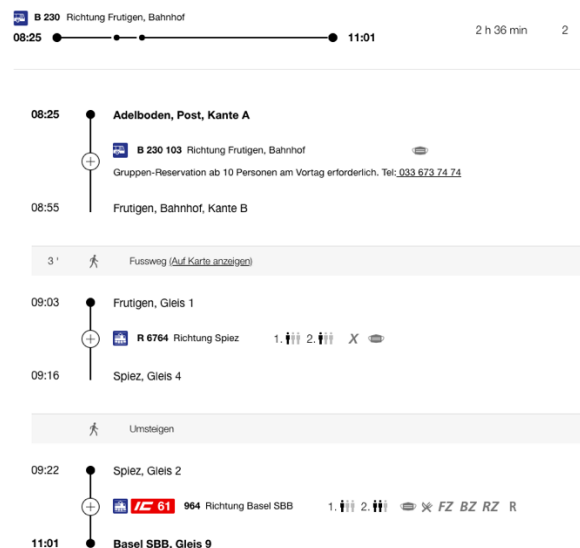 B 230 Richtung Frutigen, Bahnhof
08:25 11:01 2 h 36 min 2
08:25 Adelboden, Post, Kante A
B 230 103 Richtung Frutigen, Bahnhof
Gruppen-Reservation ab 10 Personen am Vortag erforderlich. Tel: 033 673 74 74
08:55 Frutigen, Bahnhof, Kante B
3 ' Fussweg (Auf Karte anzeigen)
09:03 Frutigen, Gleis 1
R 6764 Richtung Spiez 1. 2. X
09:16 Spiez, Gleis 4
Umsteigen
09:22 Spiez, Gleis 2
IC 61 964 Richtung Basel SBB 1. 2. FZ BZ RZ R
11:01 Basel SBB, Gleis 9